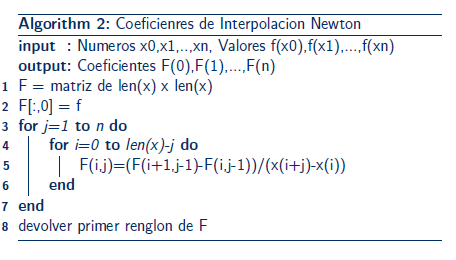 Algorithm 2: Coeficienres de Interpolacion Newton
input : Numeros x0,x1,..,xn, Valores f(x0),f(x1),...,f(xn)
output: Coeficientes F(0),F(1),...,F(n)
1 F = matriz de len(x) x len(x)
2 F[:,0] = f
3 for j=1 to n do
4 for i=0 to len(x)-j do
5 F(i,j)=(F(i+1,j-1)-F(i,j-1))/(x(i+j)-x(i))
6 end
7 end
8 devolver primer renglon de F